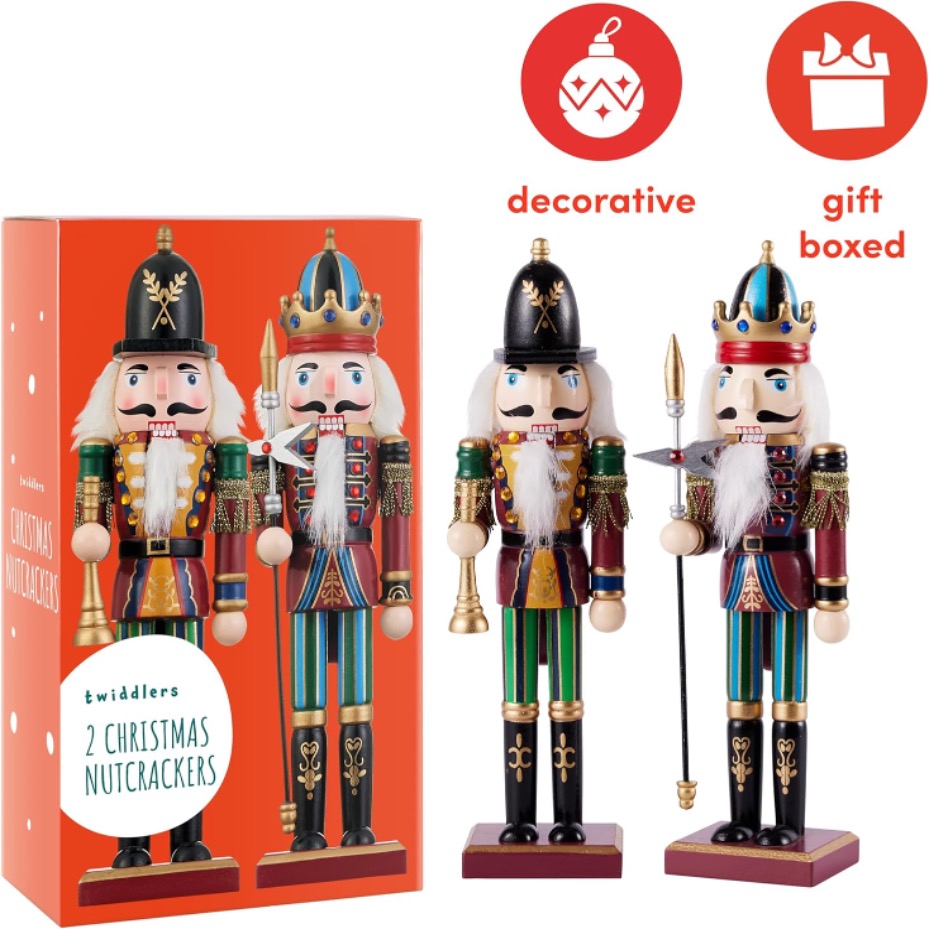 decorative
gift
boxed
twiddlers
CHRISTMAS
NUTCRACKERS
twiddlers
2 CHRISTMAS
NUTCRACKERS